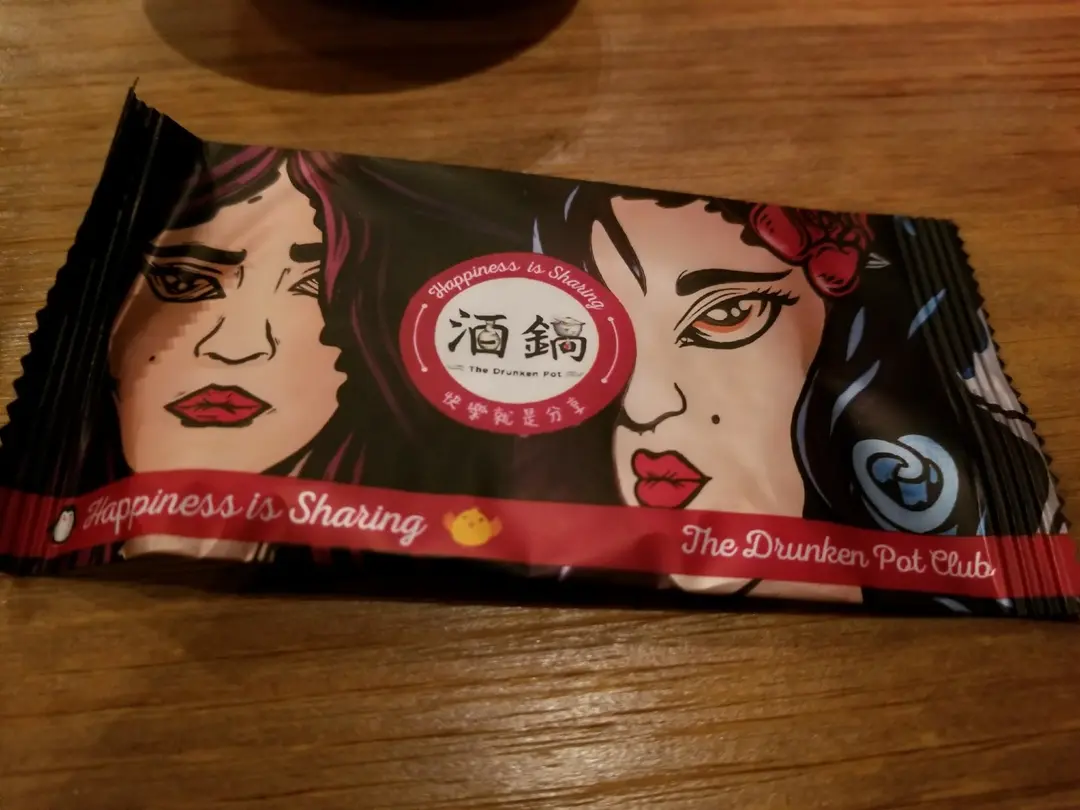 Happiness is Sharing
酒鍋
The Drunken Pot
快樂就是分享
Happiness is Sharing
The Drunken Pot Club